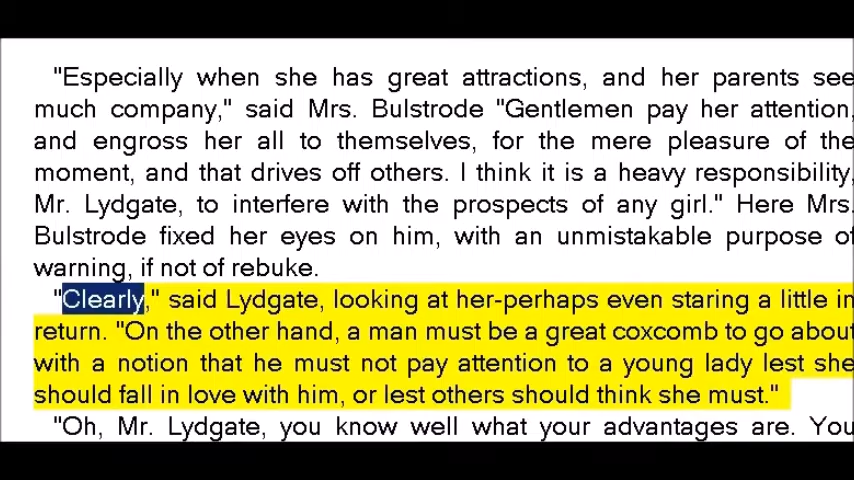 "Especially when she has great attractions, and her parents see
much company," said Mrs. Bulstrode "Gentlemen pay her attention,
and engross her all to themselves, for the mere pleasure of the
moment, and that drives off others. I think it is a heavy responsibility,
Mr. Lydgate, to interfere with the prospects of any girl." Here Mrs.
Bulstrode fixed her eyes on him, with an unmistakable purpose of
warning, if not of rebuke.
"Clearly," said Lydgate, looking at her-perhaps even staring a little in
return. "On the other hand, a man must be a great coxcomb to go about
with a notion that he must not pay attention to a young lady lest she
should fall in love with him, or lest others should think she must."
"Oh, Mr. Lydgate, you know well what your advantages are. You